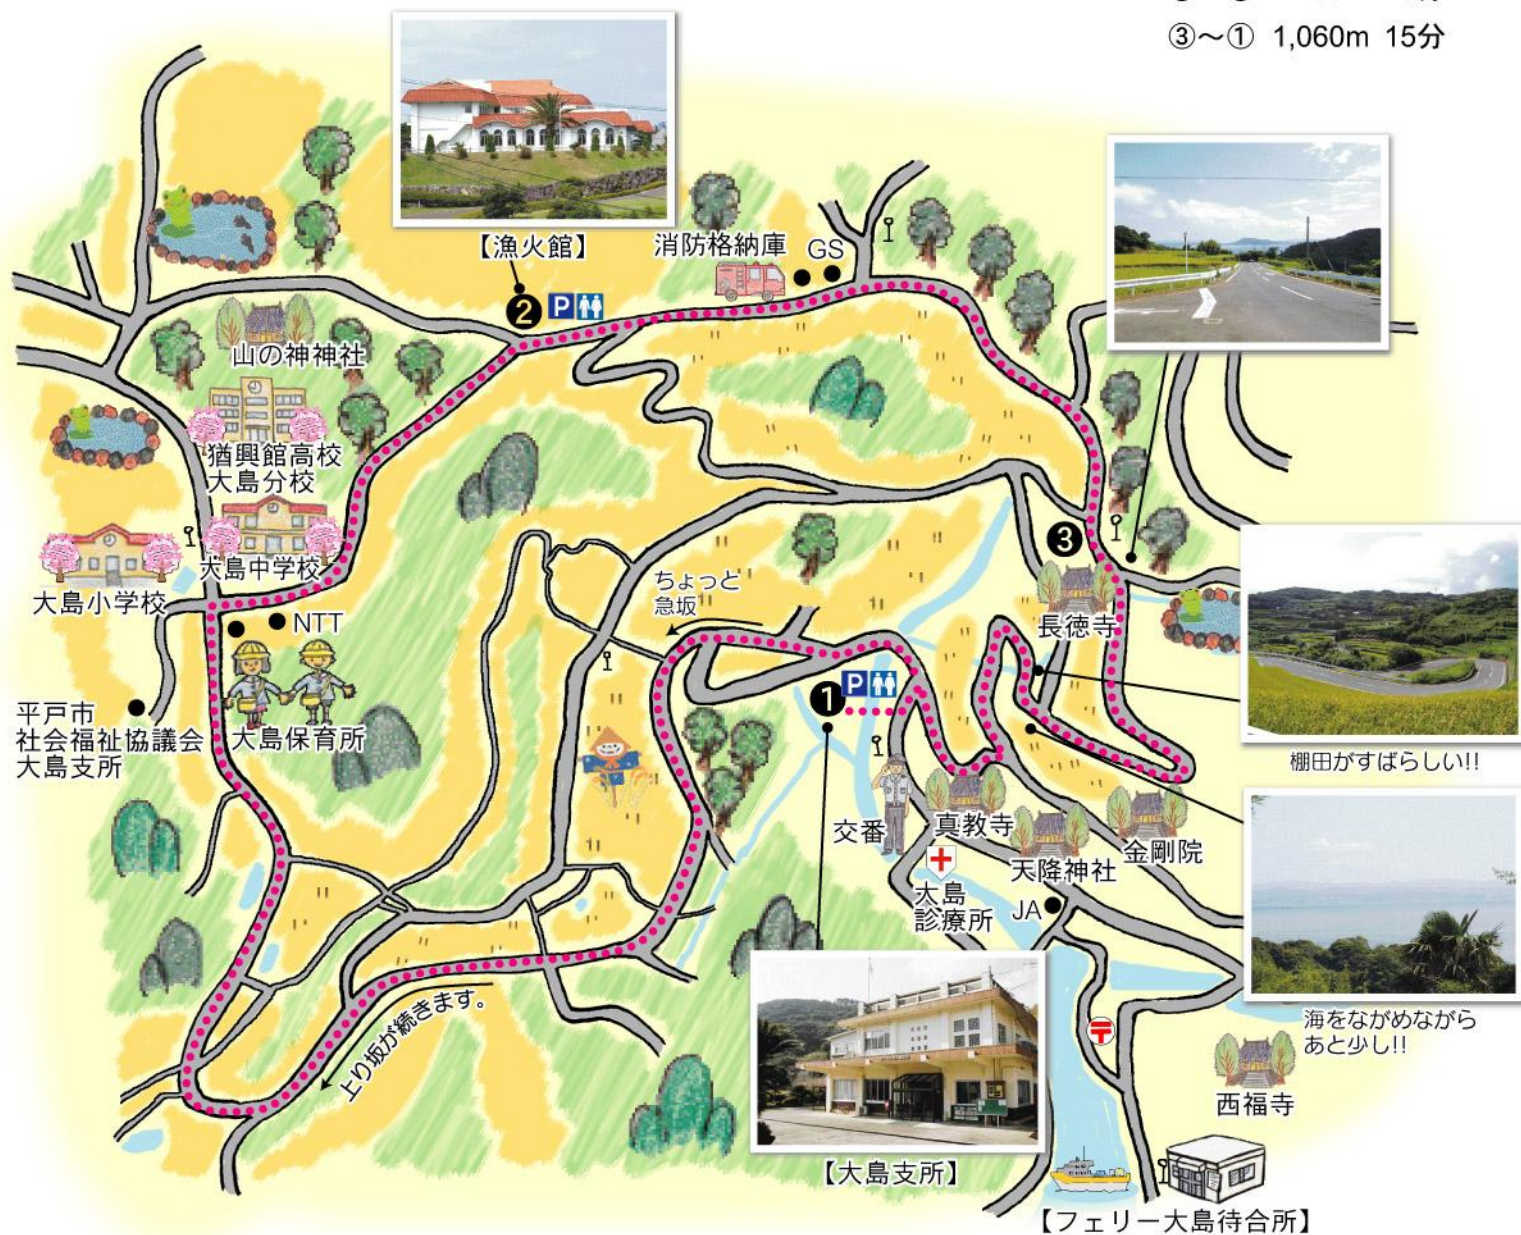 ③～① 1,060m 15分
【漁火館】
❷
P
消防格納庫
GS
山の神神社
猶興館高校
大島分校
大島中学校
大島小学校
NTT
大島保育所
平戸市
社会福祉協議会
大島支所
ちょっと
急坂
❸
長徳寺
❶
P
棚田がすばらしい!!
交番
真教寺
天降神社
金剛院
大島
診療所
JA
海をながめながら
あと少し!!
上り坂が続きます。
〒
西福寺
【大島支所】
【フェリー大島待合所】